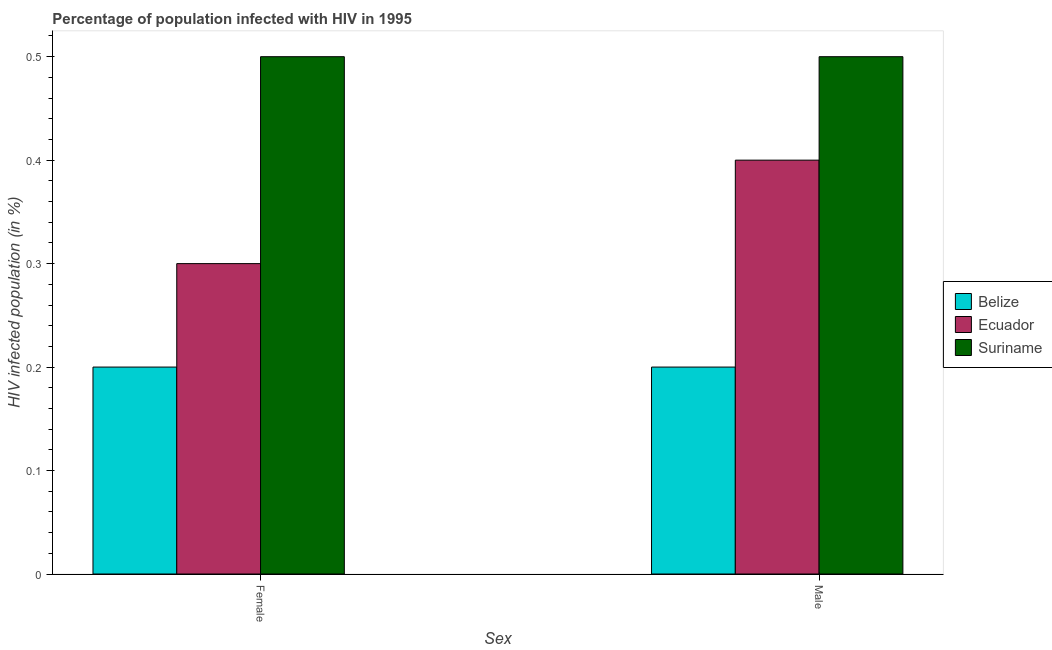 Percentage of population infected with HIV in 1995
HIV infected population (in %)
0.5
0.4
0.3
0.2
0.1
0
Female
Male
Sex
Belize
Ecuador
Suriname